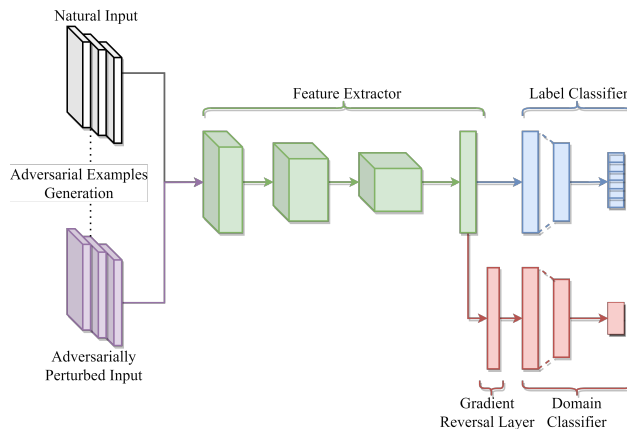 Natural Input
Feature Extractor
Label Classifier
Adversarial Examples
Generation
Adversarially
Perturbed Input
Gradient
Reversal Layer
Domain
Classifier